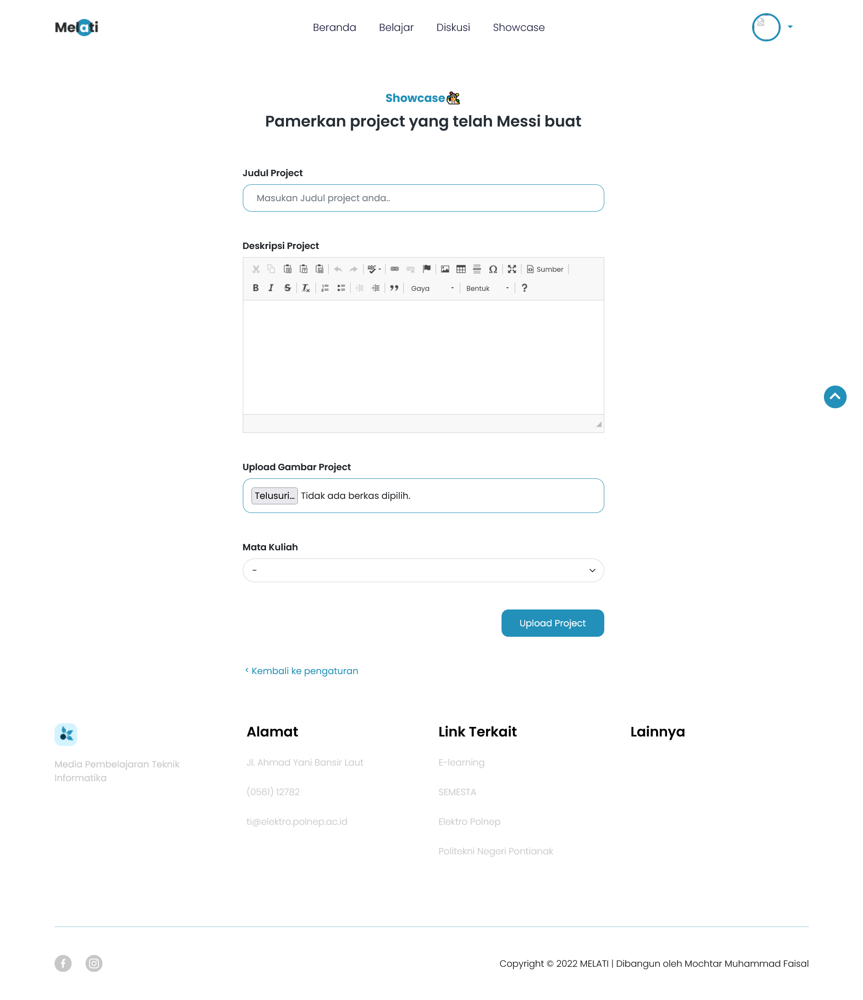 Melati
Beranda Belajar Diskusi Showcase
Showcase
Pamerkan project yang telah Messi buat
Judul Project
Masukan Judul project anda..
Deskripsi Project
ABC Ω Sumber
B I S Ix Gaya Bentuk ?
Upload Gambar Project
Telusuri... Tidak ada berkas dipilih.
Mata Kuliah
-
Upload Project
< Kembali ke pengaturan
Media Pembelajaran Teknik
Informatika
Alamat
Jl. Ahmad Yani Bansir Laut
(0561) 12782
ti@elektro.polnep.ac.id
Link Terkait
E-learning
SEMESTA
Elektro Polnep
Politekni Negeri Pontianak
Lainnya
Copyright © 2022 MELATI | Dibangun oleh Mochtar Muhammad Faisal